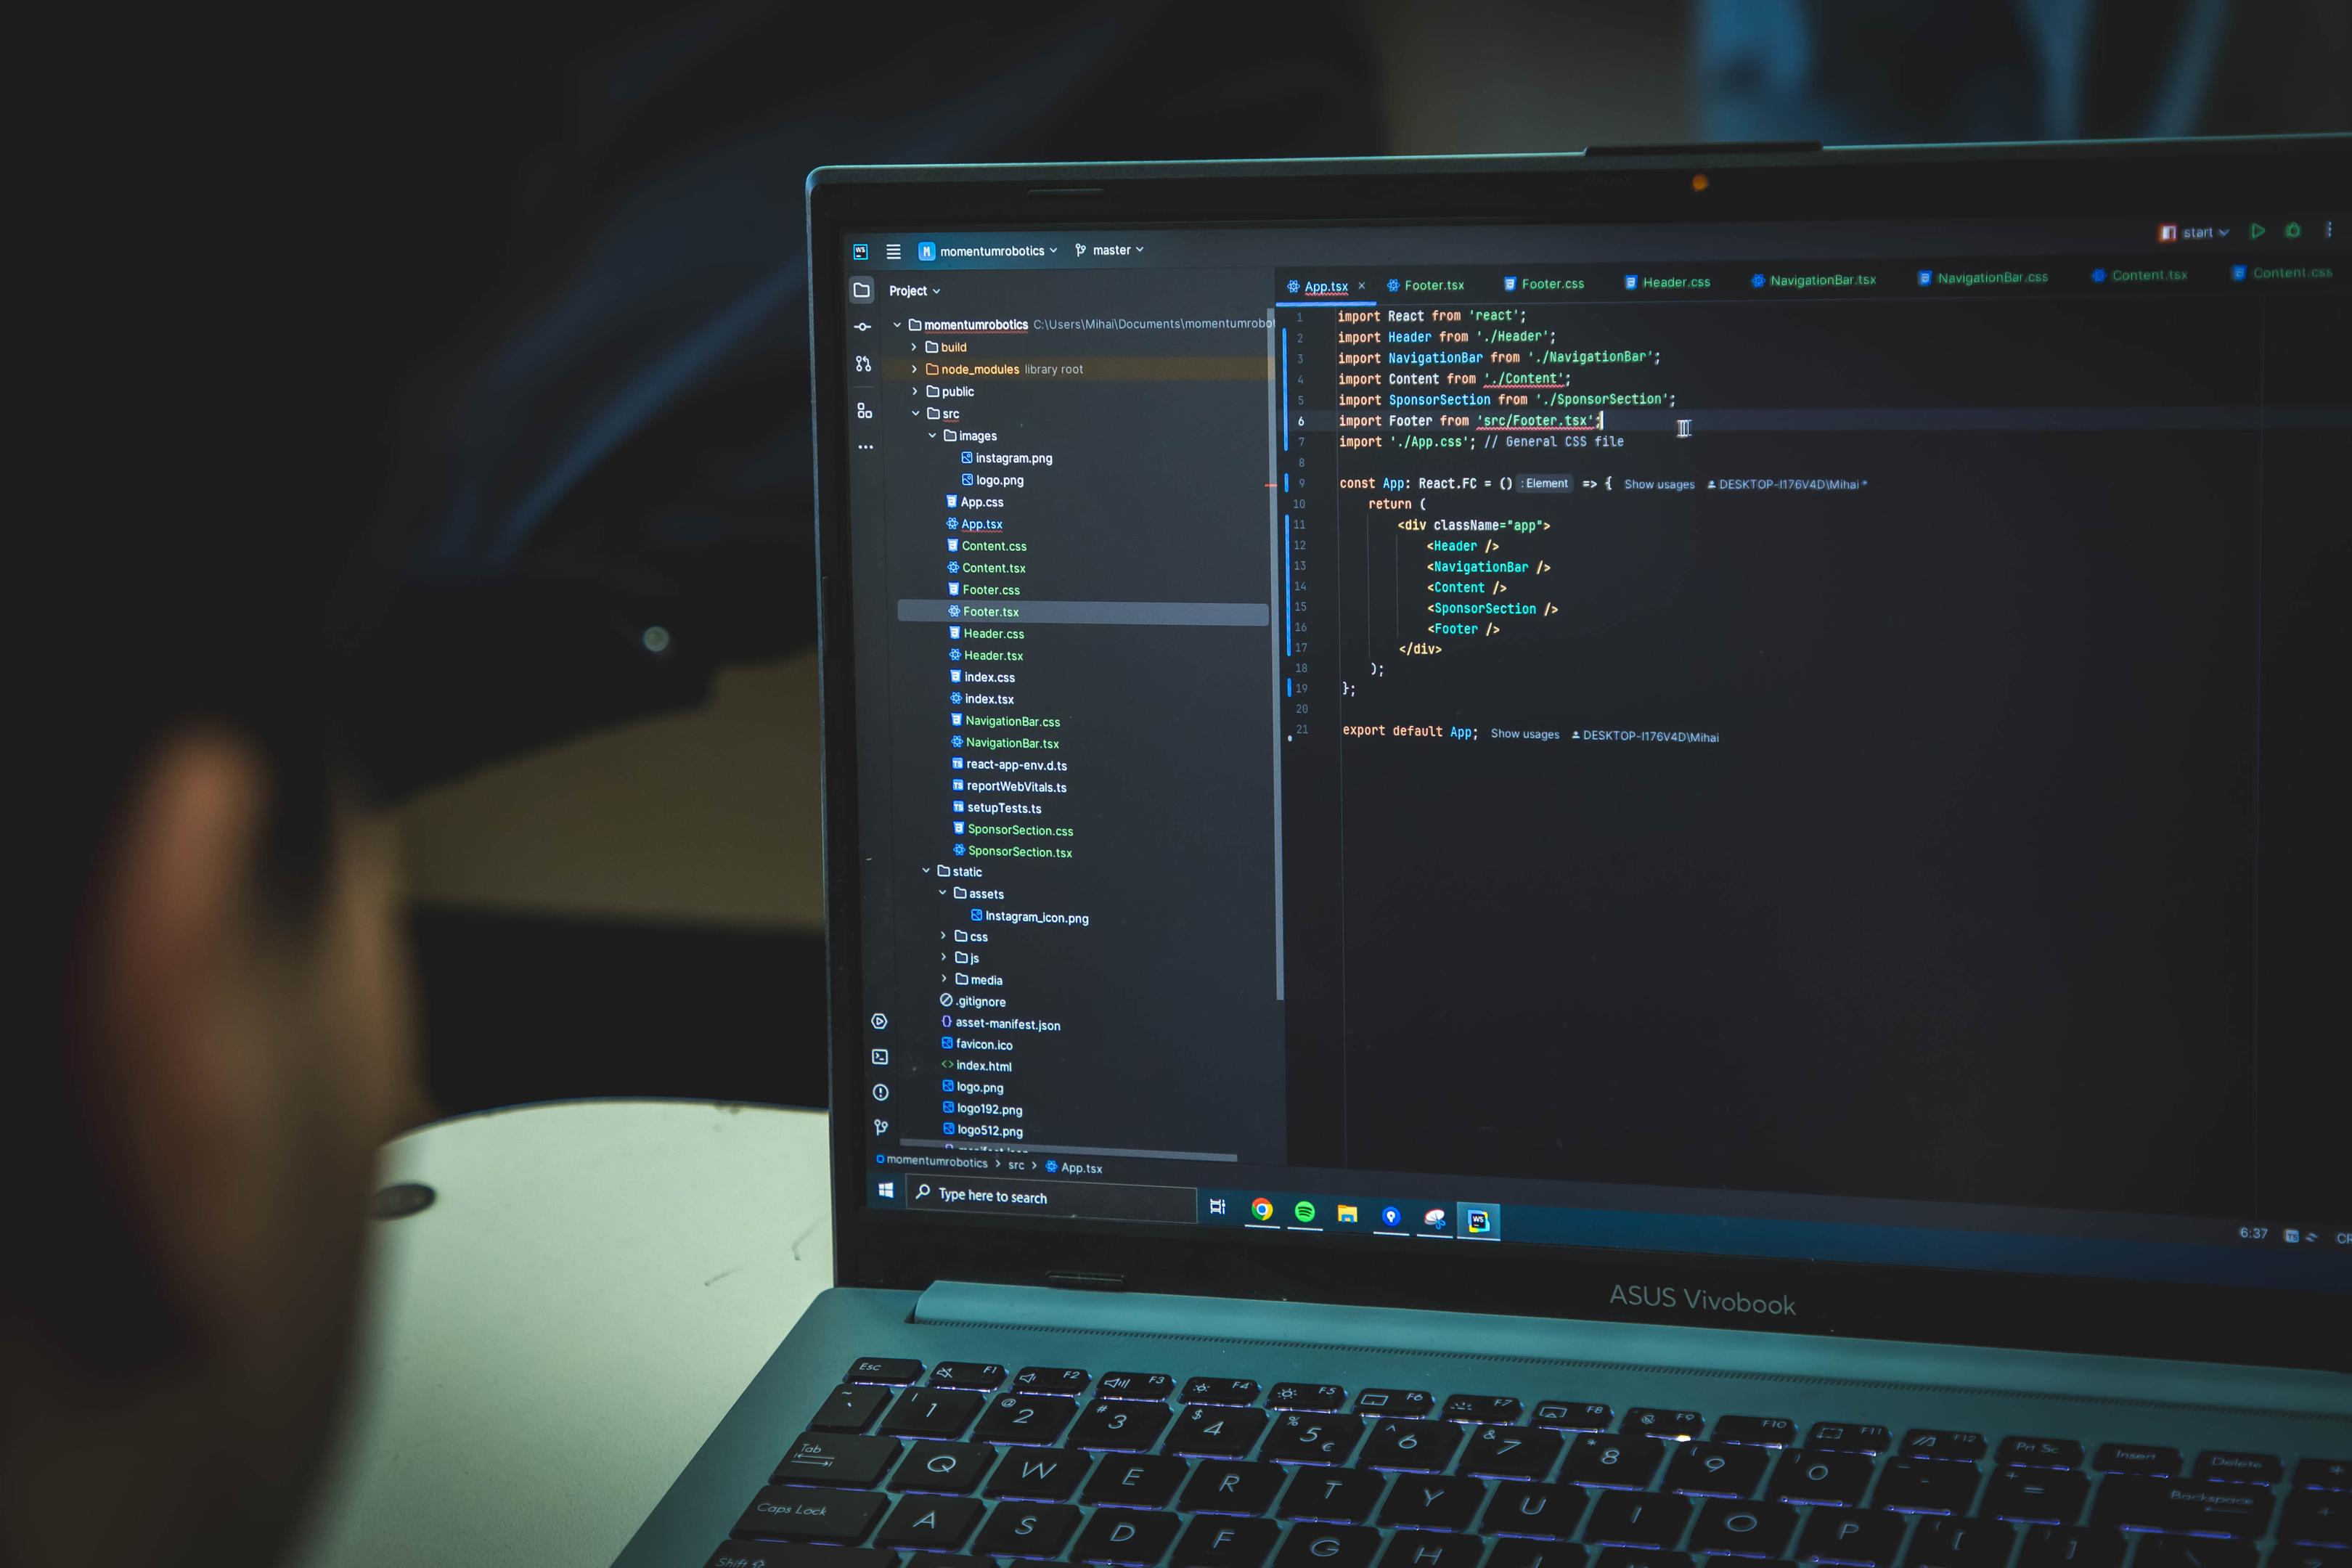 WS momentumrobotics master start
Project
momentumrobotics C:\Users\Mihai\Documents\momentumrobot
build
node_modules library root
public
src
images
instagram.png
logo.png
App.css
App.tsx
Content.css
Content.tsx
Footer.css
Footer.tsx
Header.css
Header.tsx
index.css
index.tsx
NavigationBar.css
NavigationBar.tsx
react-app-env.d.ts
reportWebVitals.ts
setupTests.ts
SponsorSection.css
SponsorSection.tsx
static
assets
Instagram_icon.png
css
js
media
.gitignore
asset-manifest.json
favicon.ico
index.html
logo.png
logo192.png
logo512.png
App.tsx Footer.tsx Footer.css Header.css NavigationBar.tsx NavigationBar.css Content.tsx Content.css
1 import React from 'react';
2 import Header from './Header';
3 import NavigationBar from './NavigationBar';
4 import Content from './Content';
5 import SponsorSection from './SponsorSection';
6 import Footer from 'src/Footer.tsx';
7 import './App.css'; // General CSS file
8
9 const App: React.FC = () : Element => { Show usages DESKTOP-I176V4D\Mihai *
10 return (
11 <div className="app">
12 <Header />
13 <NavigationBar />
14 <Content />
15 <SponsorSection />
16 <Footer />
17 </div>
18 );
19 };
20
21 export default App; Show usages DESKTOP-I176V4D\Mihai
momentumrobotics > src > App.tsx
6:37
Type here to search
WS
ASUS Vivobook
Esc F1 F2 F3 F4 F5 F6 F7 F8 F9 F10 F11 F12 Prt Sc Insert Delete
~ ` ! 1 @ 2 # 3 $ 4 % 5 € ^ 6 & 7 * 8 ( 9 ) 0 - + = Backspace
Tab Q W E R T Y U I O P { [ ]
Caps Lock A S D F G H J
Shift